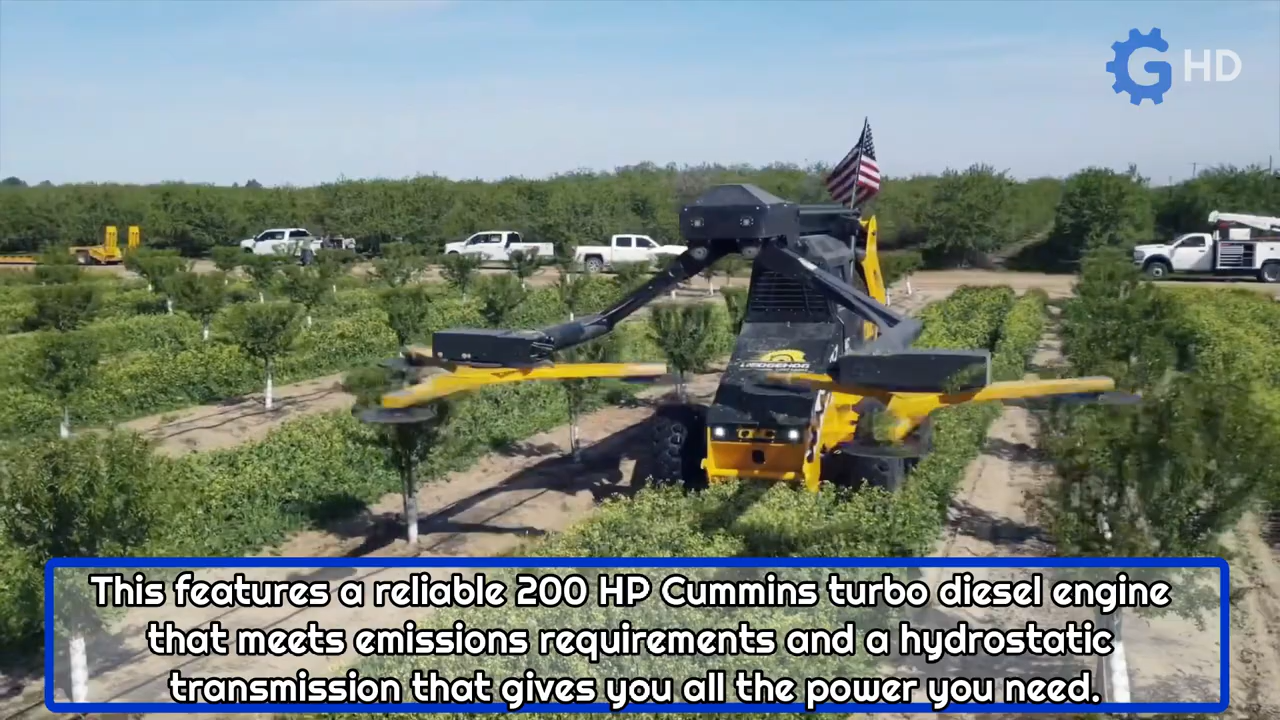 G HD
HEDGEHOG
This features a reliable 200 HP Cummins turbo diesel engine
that meets emissions requirements and a hydrostatic
transmission that gives you all the power you need.